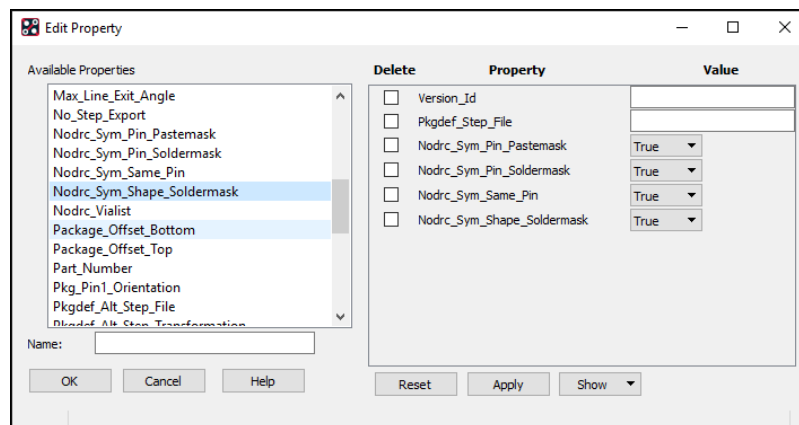 Edit Property
Available Properties
Max_Line_Exit_Angle
No_Step_Export
Nodrc_Sym_Pin_Pastemask
Nodrc_Sym_Pin_Soldermask
Nodrc_Sym_Same_Pin
Nodrc_Sym_Shape_Soldermask
Nodrc_Vialist
Package_Offset_Bottom
Package_Offset_Top
Part_Number
Pkg_Pin1_Orientation
Pkgdef_Alt_Step_File
Pkgdef_Alt_Step_Transformation
Name:
OK Cancel Help
Delete Property Value
Version_Id
Pkgdef_Step_File
Nodrc_Sym_Pin_Pastemask True
Nodrc_Sym_Pin_Soldermask True
Nodrc_Sym_Same_Pin True
Nodrc_Sym_Shape_Soldermask True
Reset Apply Show